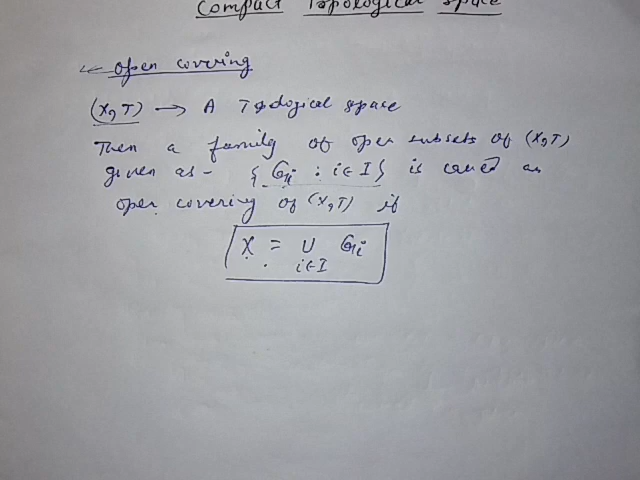 Compact Topological Space
open covering
(X, T) → A Topological space
Then a family of open subsets of (X, T)
given as - { Gi : i ∈ I } is called an
open covering of (X, T) if
X = ∪ Gi
i ∈ I